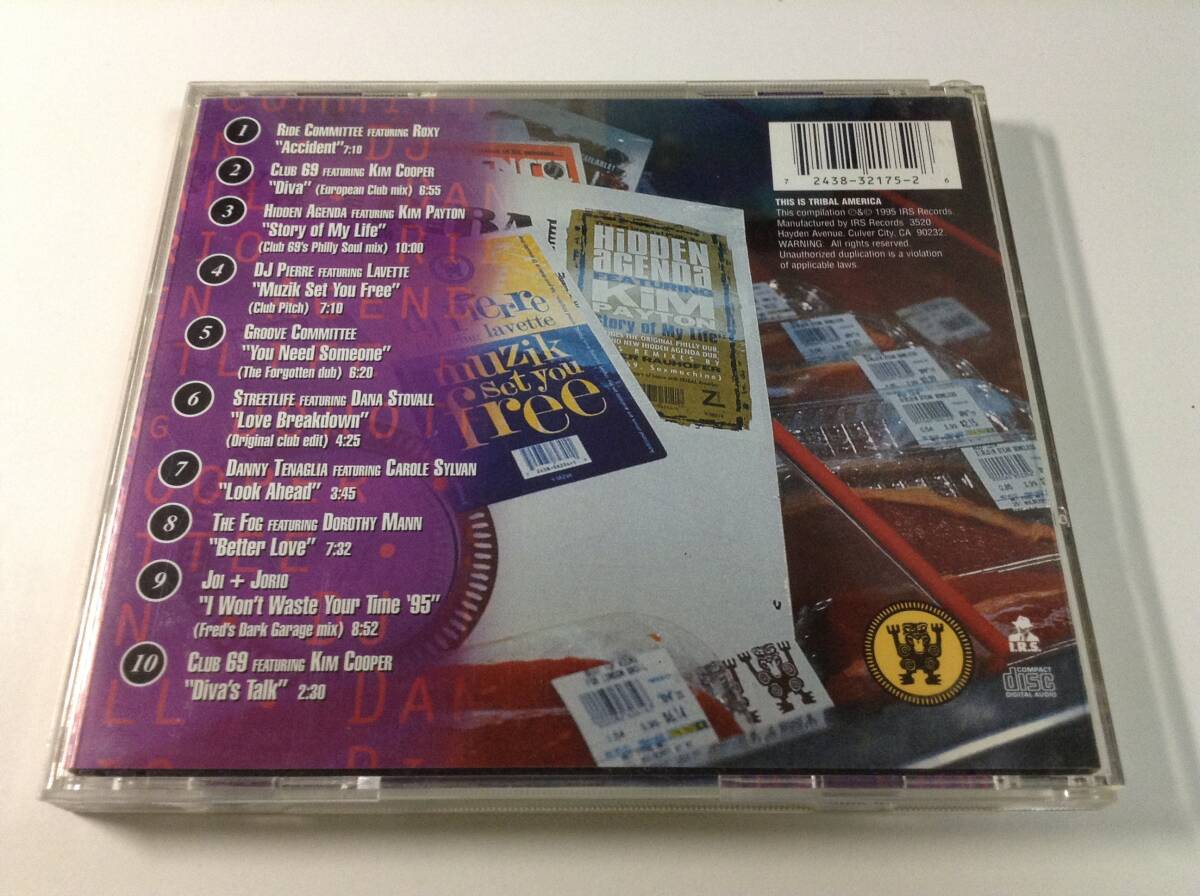 1 Ride Committee featuring Roxy
"Accident" 7:10
2 Club 69 featuring Kim Cooper
"Diva" (European Club mix) 6:55
3 Hidden Agenda featuring Kim Payton
"Story of My Life"
(Club 69's Philly Soul mix) 10:00
4 DJ Pierre featuring Lavette
"Muzik Set You Free"
(Club Pitch) 7:10
5 Groove Committee
"You Need Someone"
(The Forgotten dub) 6:20
6 Streetlife featuring Dana Stovall
"Love Breakdown"
(Original club edit) 4:25
7 Danny Tenaglia featuring Carole Sylvan
"Look Ahead" 3:45
8 The Fog featuring Dorothy Mann
"Better Love" 7:32
9 Joi + Jorio
"I Won't Waste Your Time '95"
(Fred's Dark Garage mix) 8:52
10 Club 69 featuring Kim Cooper
"Diva's Talk" 2:30
HiDDEN
agenda
FEATURING
KiM
PAYTON
Story of My Life"
ierre
lavette
muzik
set you
free
7 2438-32175-2 6
THIS IS TRIBAL AMERICA
This compilation ℗&© 1995 IRS Records.
Manufactured by IRS Records 3520
Hayden Avenue, Culver City, CA 90232.
WARNING: All rights reserved.
Unauthorized duplication is a violation
of applicable laws.
I.R.S.
COMPACT
disc
DIGITAL AUDIO